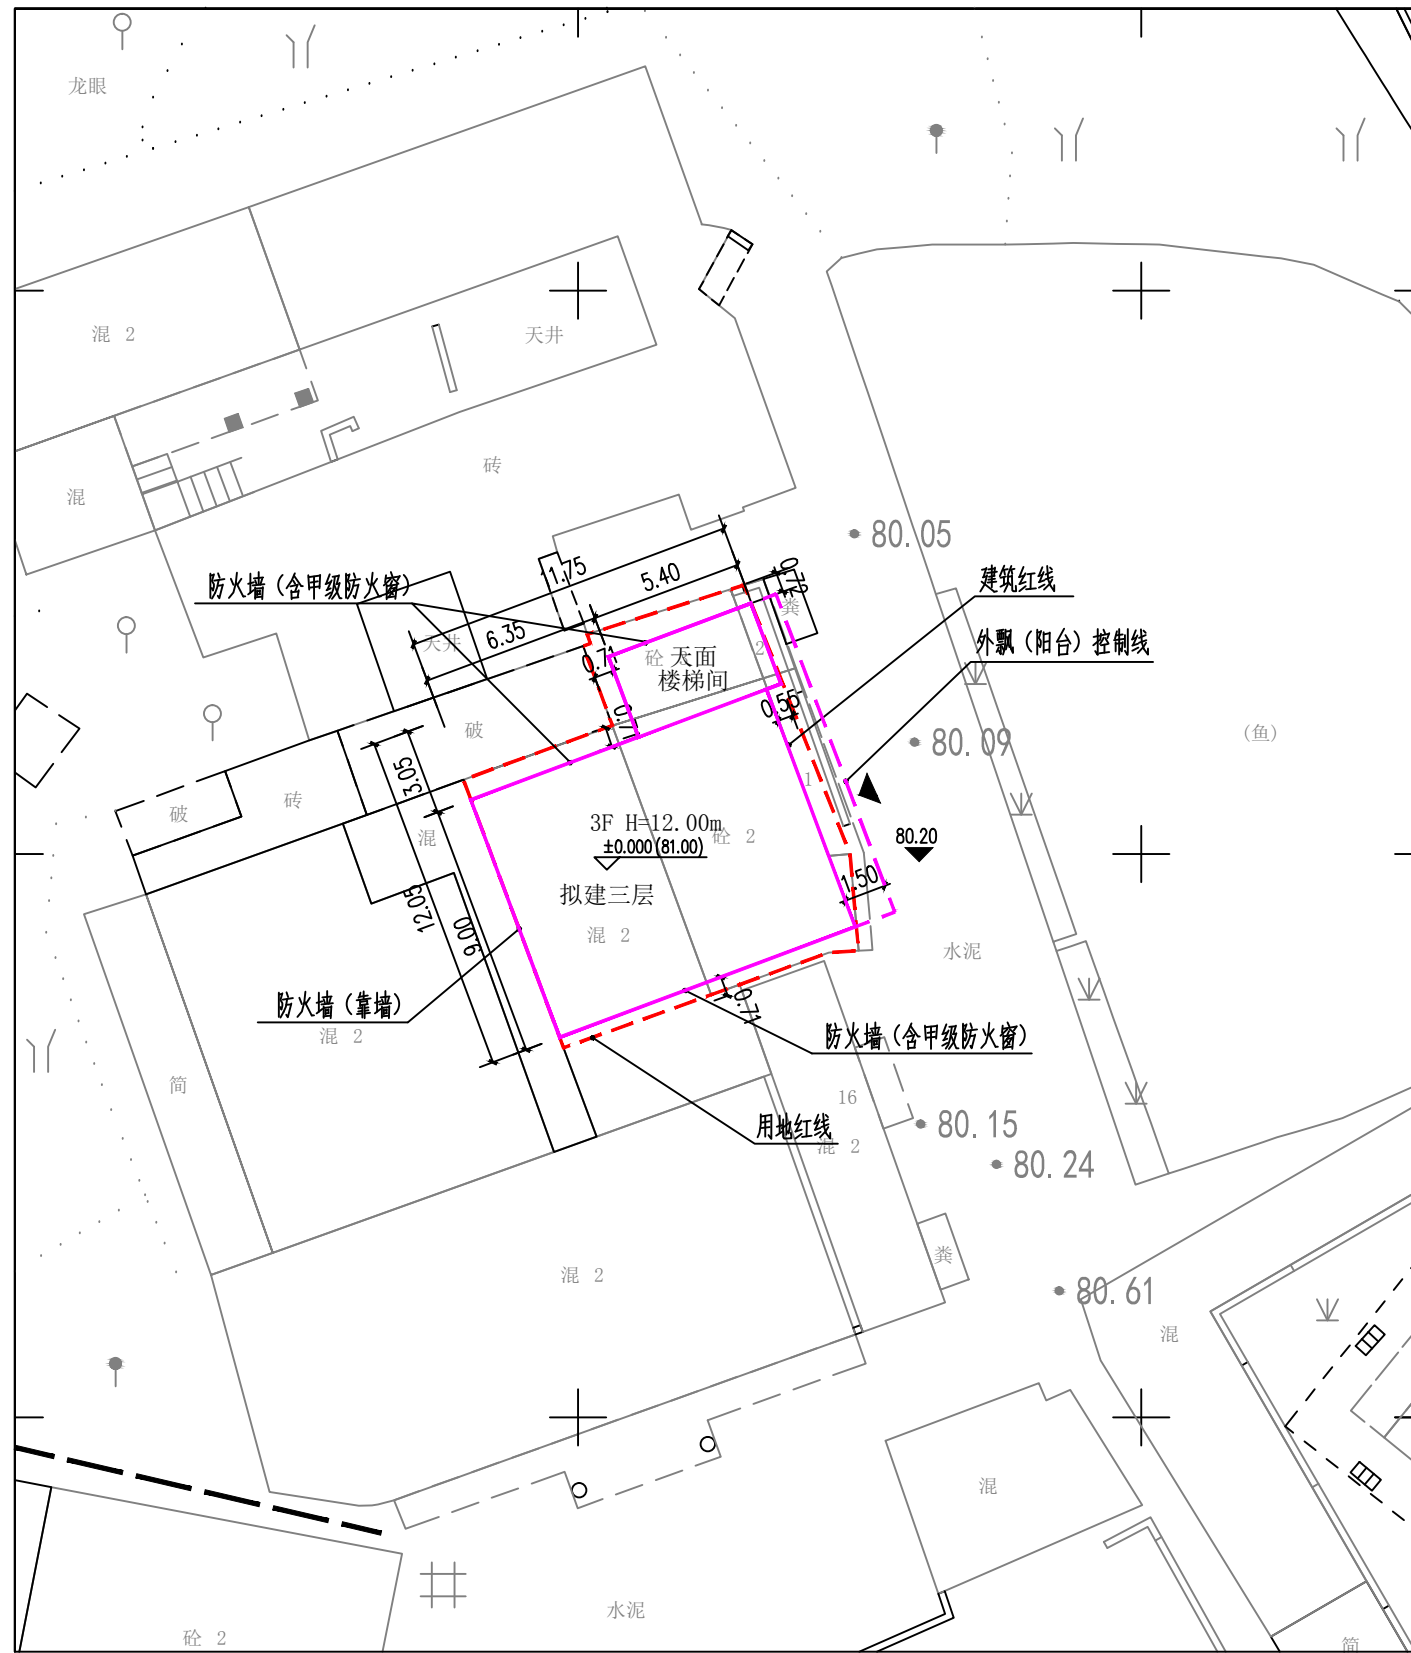 龙眼
混 2
天井
混
砖
80.05
防火墙（含甲级防火窗）
11.75
5.40
0.72
建筑红线
粪
6.35
天井
外飘（阳台）控制线
0.71
砼
天面
2
楼梯间
0.55
0.71
破
80.09
（鱼）
3.05
砖
破
1
混
3F H=12.00m
砼 2
±0.000(81.00)
80.20
拟建三层
1.50
12.05
9.00
混 2
水泥
防火墙（靠墙）
0.71
混 2
防火墙（含甲级防火窗）
简
16
用地红线
80.15
混 2
80.24
粪
混 2
80.61
混
混
水泥
砼 2
简